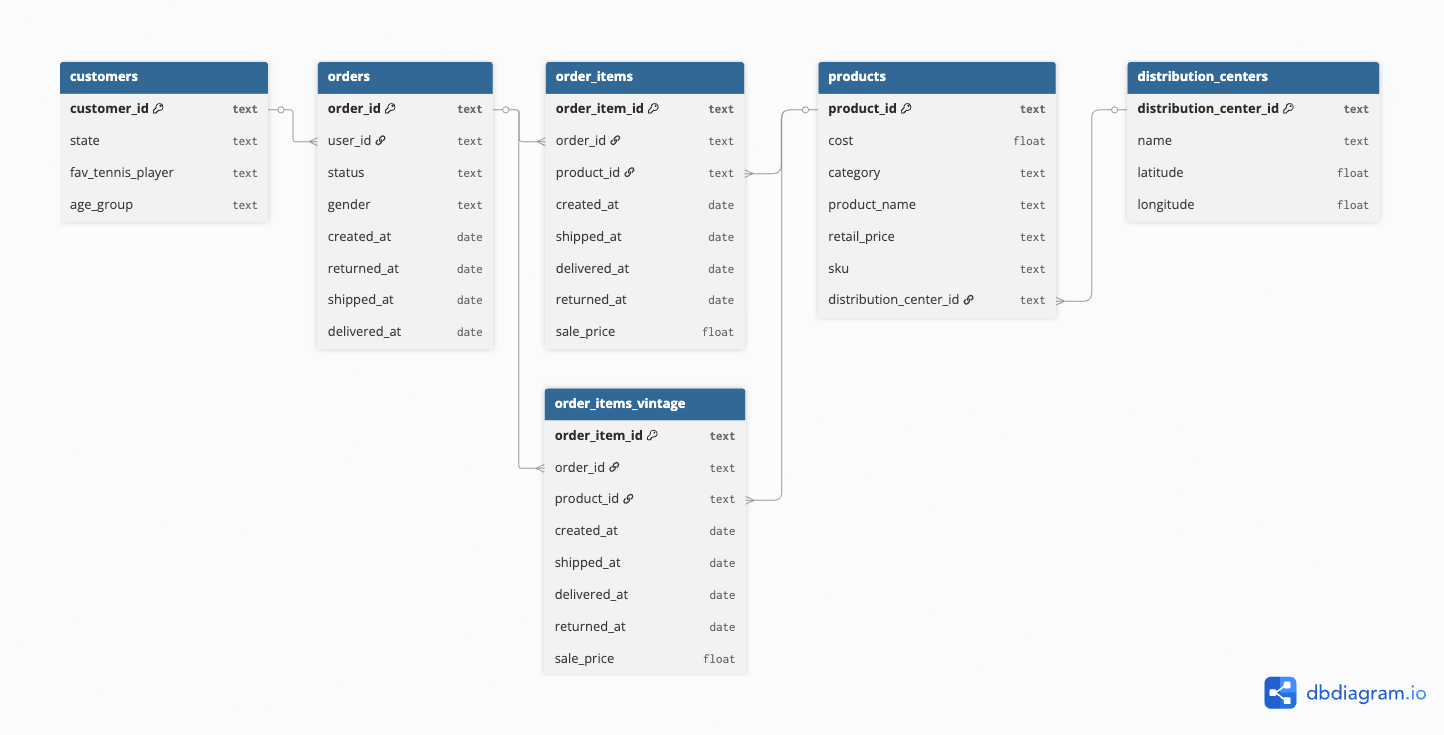 customers
customer_id text
state text
fav_tennis_player text
age_group text
orders
order_id text
user_id text
status text
gender text
created_at date
returned_at date
shipped_at date
delivered_at date
order_items
order_item_id text
order_id text
product_id text
created_at date
shipped_at date
delivered_at date
returned_at date
sale_price float
products
product_id text
cost float
category text
product_name text
retail_price text
sku text
distribution_center_id text
distribution_centers
distribution_center_id text
name text
latitude float
longitude float
order_items_vintage
order_item_id text
order_id text
product_id text
created_at date
shipped_at date
delivered_at date
returned_at date
sale_price float
dbdiagram.io